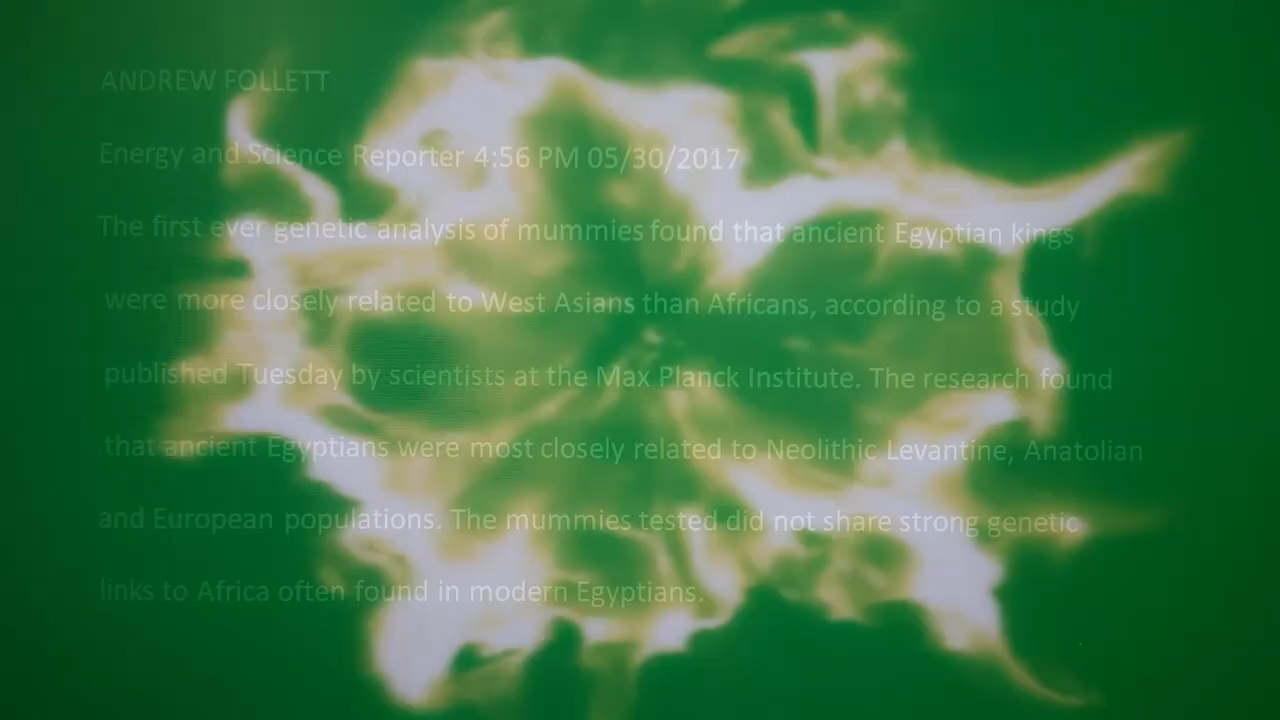 ANDREW FOLLETT
Energy and Science Reporter 4:56 PM 05/30/2017
The first ever genetic analysis of mummies found that ancient Egyptian kings
were more closely related to West Asians than Africans, according to a study
published Tuesday by scientists at the Max Planck Institute. The research found
that ancient Egyptians were most closely related to Neolithic Levantine, Anatolian
and European populations. The mummies tested did not share strong genetic
links to Africa often found in modern Egyptians.